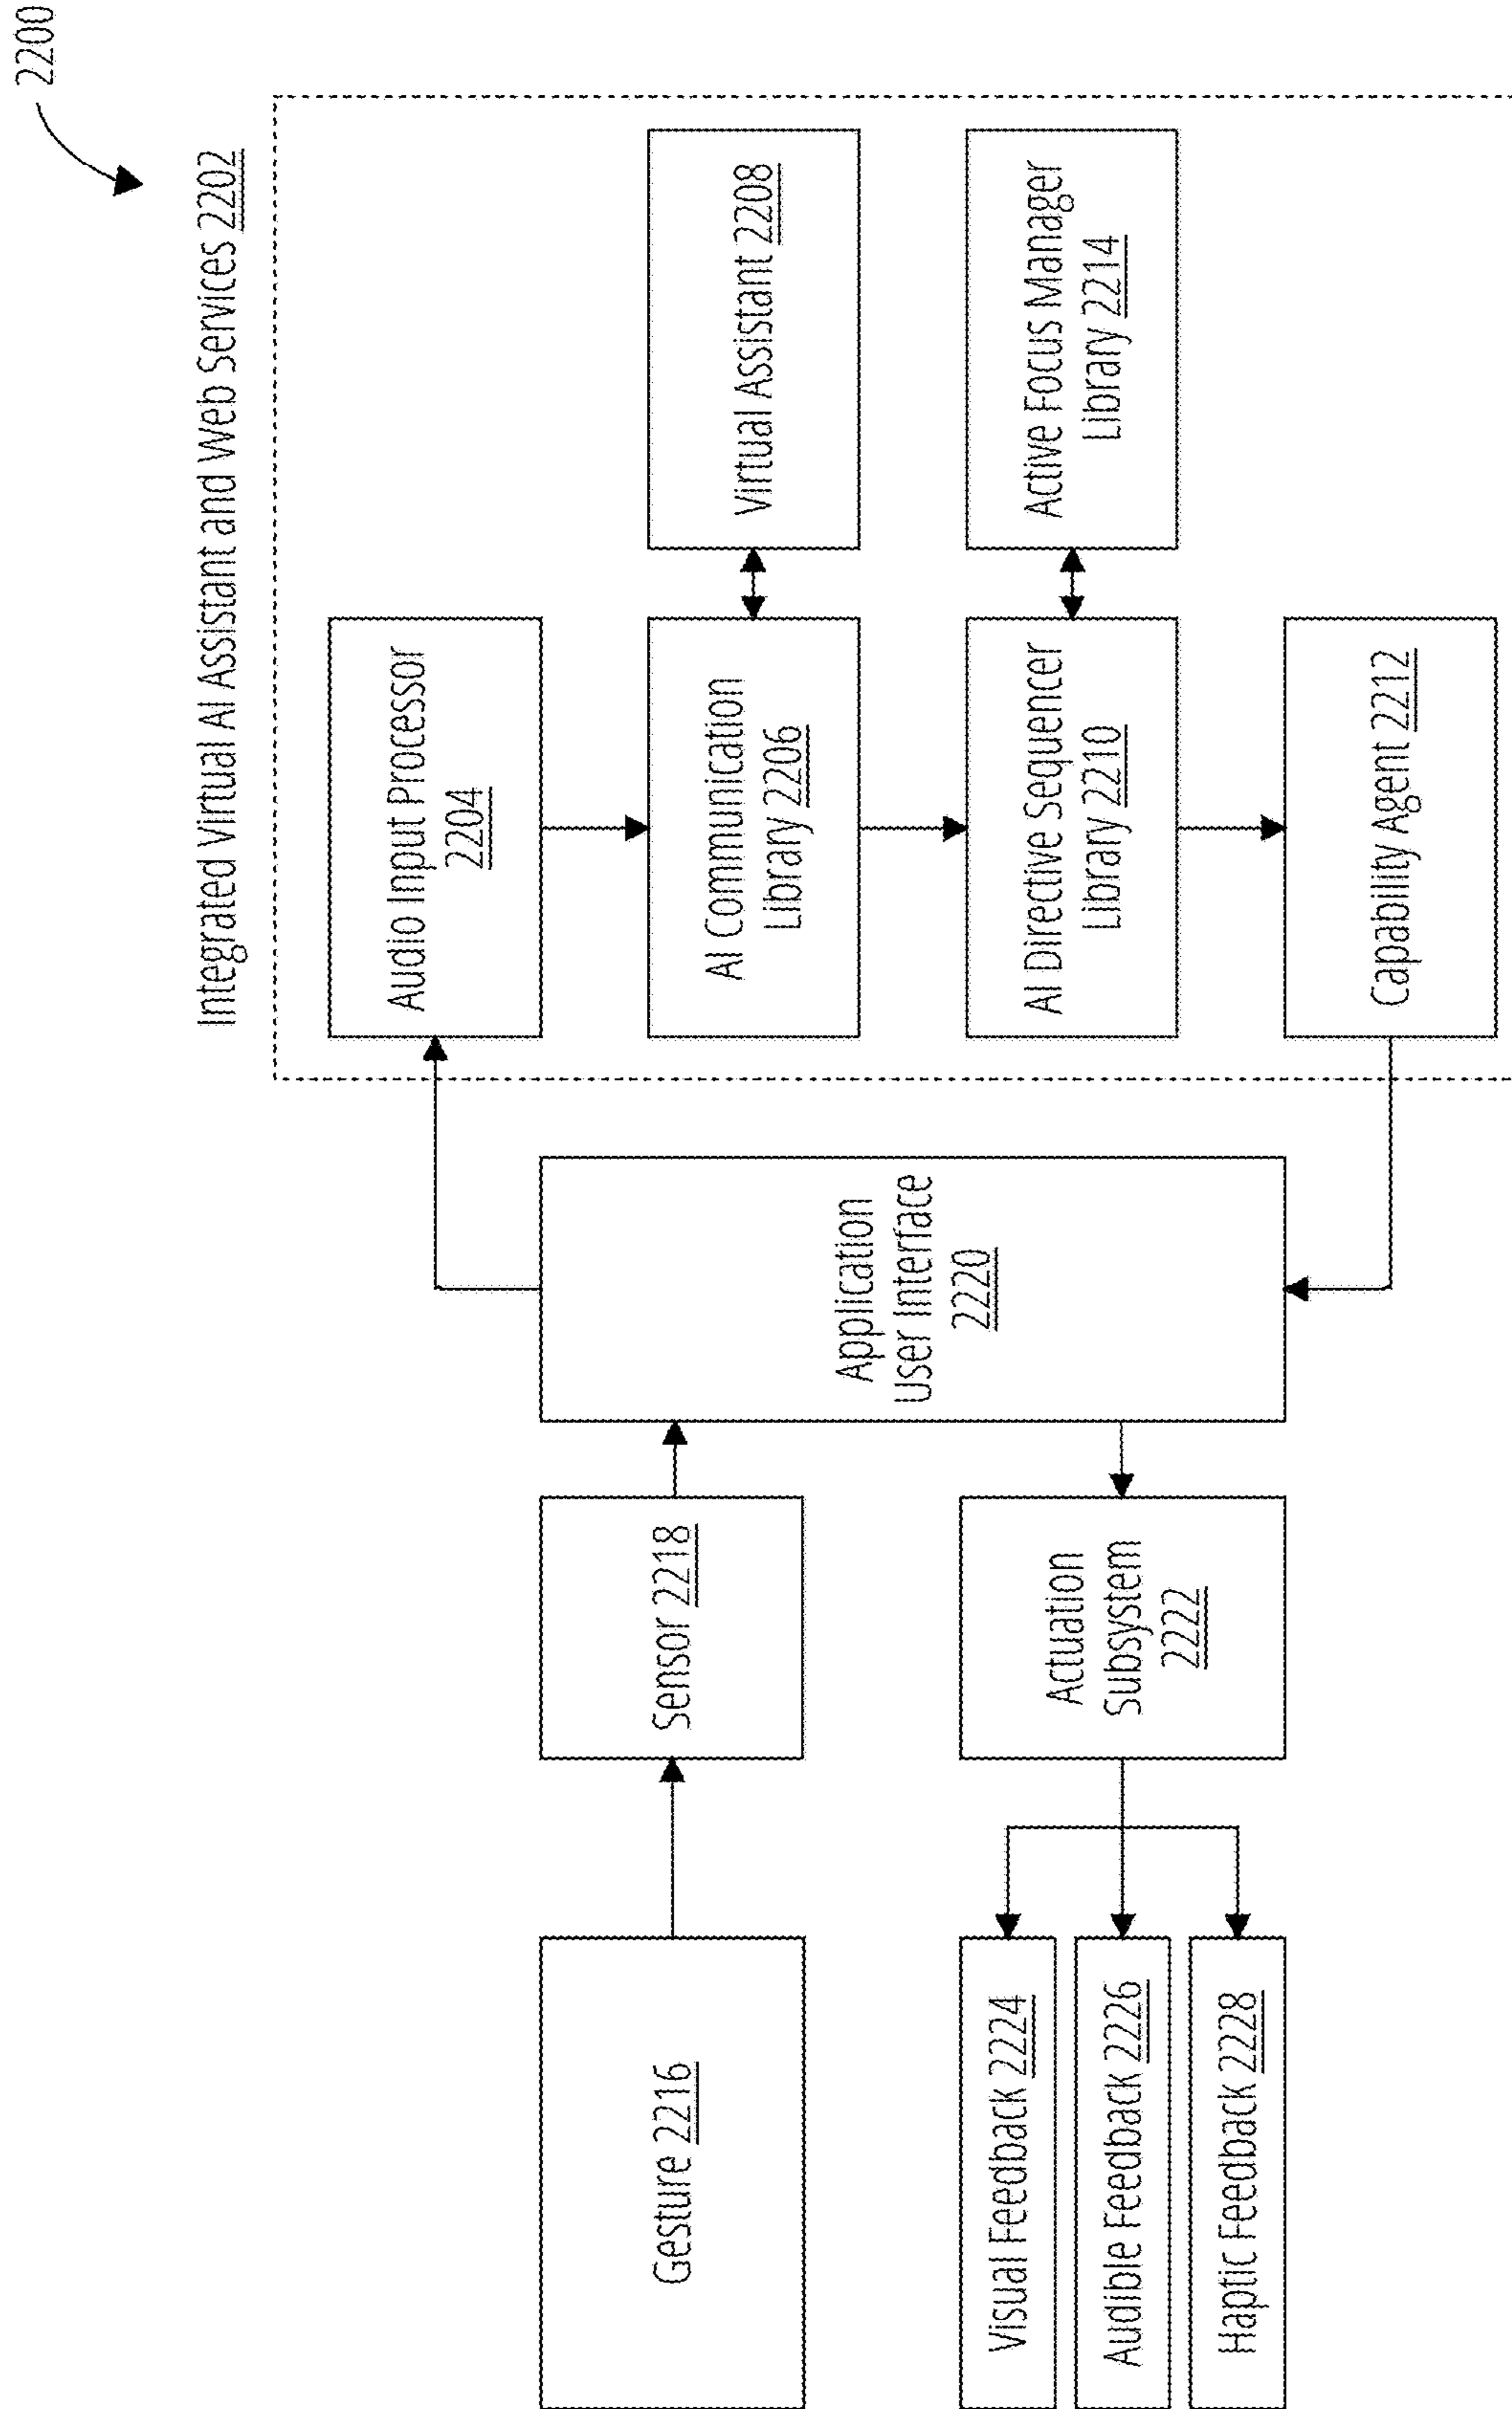 2200
Integrated Virtual AI Assistant and Web Services 2202
Audio Input Processor
2204
AI Communication
Library 2206
Virtual Assistant 2208
AI Directive Sequencer
Library 2210
Active Focus Manager
Library 2214
Capability Agent 2212
Application
User Interface
2220
Gesture 2216
Sensor 2218
Actuation
Subsystem
2222
Visual Feedback 2224
Audible Feedback 2226
Haptic Feedback 2228